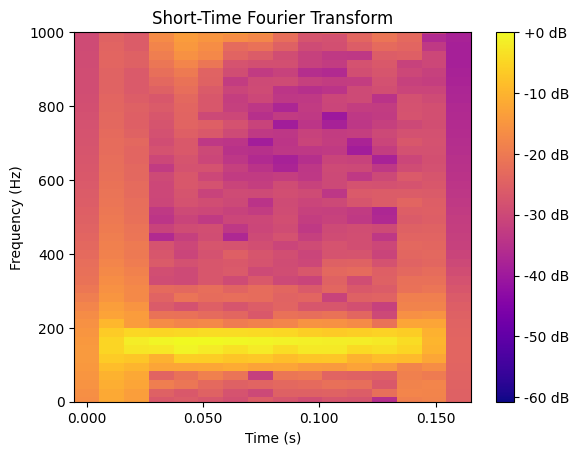 Short-Time Fourier Transform
1000
800
600
400
200
0
Frequency (Hz)
0.000
0.050
0.100
0.150
Time (s)
+0 dB
-10 dB
-20 dB
-30 dB
-40 dB
-50 dB
-60 dB